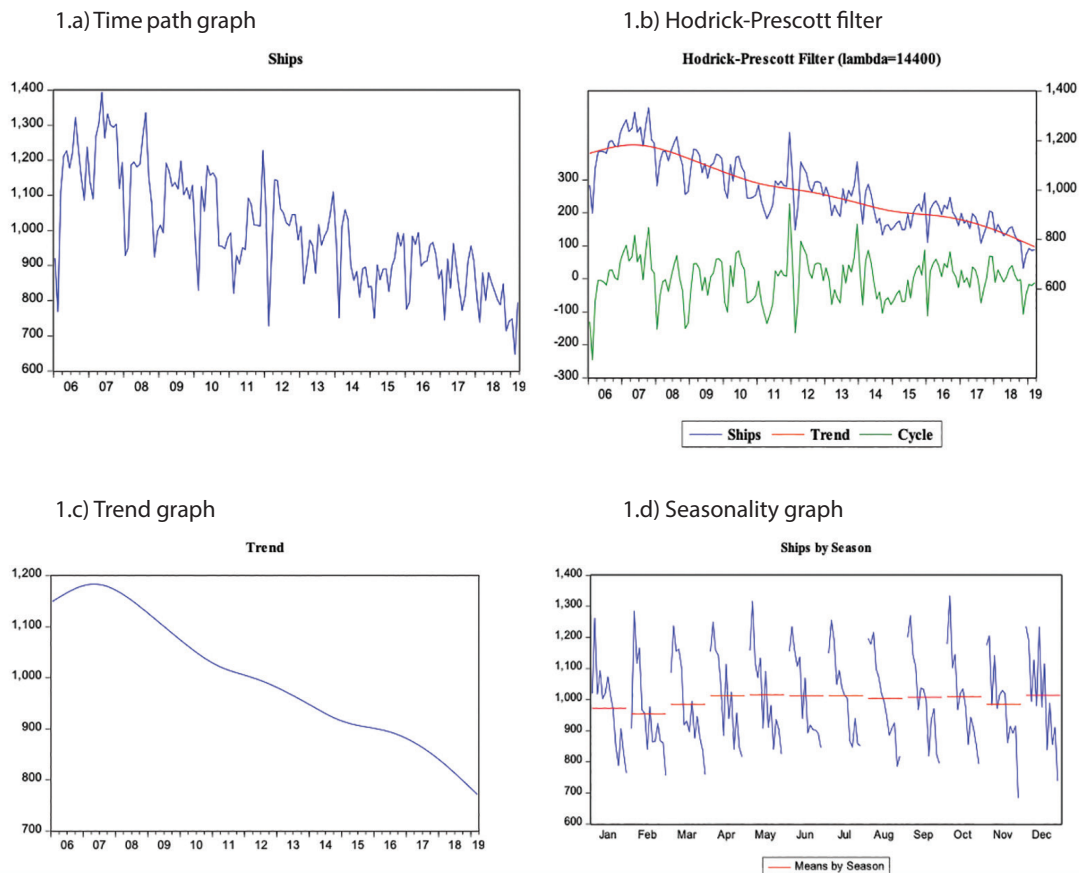 1.a) Time path graph
Ships
1,400
1,300
1,200
1,100
1,000
900
800
700
600
06 07 08 09 10 11 12 13 14 15 16 17 18 19
1.b) Hodrick-Prescott filter
Hodrick-Prescott Filter (lambda=14400)
1,400
1,200
1,000
800
600
300
200
100
0
-100
-200
-300
06 07 08 09 10 11 12 13 14 15 16 17 18 19
Ships Trend Cycle
1.c) Trend graph
Trend
1,200
1,100
1,000
900
800
700
06 07 08 09 10 11 12 13 14 15 16 17 18 19
1.d) Seasonality graph
Ships by Season
1,400
1,300
1,200
1,100
1,000
900
800
700
600
Jan Feb Mar Apr May Jun Jul Aug Sep Oct Nov Dec
Means by Season